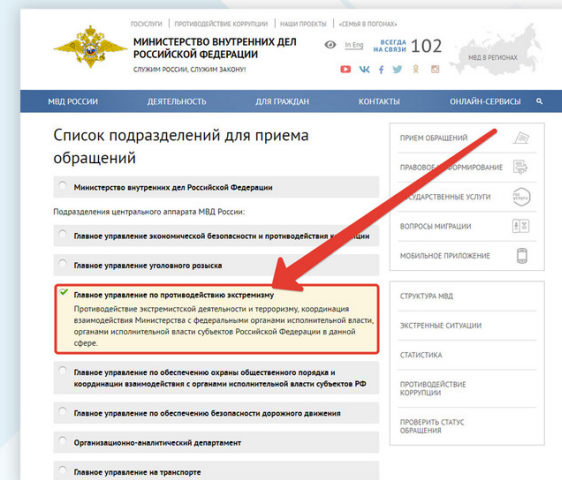 ГОСУСЛУГИ | ПРОТИВОДЕЙСТВИЕ КОРРУПЦИИ | НАШИ ПРОЕКТЫ | «СЕМЬЯ В ПОГОНАХ»
МИНИСТЕРСТВО ВНУТРЕННИХ ДЕЛ
РОССИЙСКОЙ ФЕДЕРАЦИИ
СЛУЖИМ РОССИИ, СЛУЖИМ ЗАКОНУ!
In Eng
ВСЕГДА
НА СВЯЗИ 102
МВД В РЕГИОНАХ
МВД РОССИИ ДЕЯТЕЛЬНОСТЬ ДЛЯ ГРАЖДАН КОНТАКТЫ ОНЛАЙН-СЕРВИСЫ
Список подразделений для приема
обращений
Министерство внутренних дел Российской Федерации
Подразделения центрального аппарата МВД России:
Главное управление экономической безопасности и противодействия
Главное управление уголовного розыска
Главное управление по противодействию экстремизму
Противодействие экстремистской деятельности и терроризму, координация
взаимодействия Министерства с федеральными органами исполнительной власти,
органами исполнительной власти субъектов Российской Федерации в данной
сфере.
Главное управление по обеспечению охраны общественного порядка и
координации взаимодействия с органами исполнительной власти субъектов РФ
Главное управление по обеспечению безопасности дорожного движения
Организационно-аналитический департамент
Главное управление на транспорте
ПРИЕМ ОБРАЩЕНИЙ
ПРАВОВОЕ
ГОСУДАРСТВЕННЫЕ УСЛУГИ
ВОПРОСЫ МИГРАЦИИ
МОБИЛЬНОЕ ПРИЛОЖЕНИЕ
СТРУКТУРА МВД
ЭКСТРЕННЫЕ СИТУАЦИИ
СТАТИСТИКА
ПРОТИВОДЕЙСТВИЕ
КОРРУПЦИИ
ПРОВЕРИТЬ СТАТУС
ОБРАЩЕНИЯ